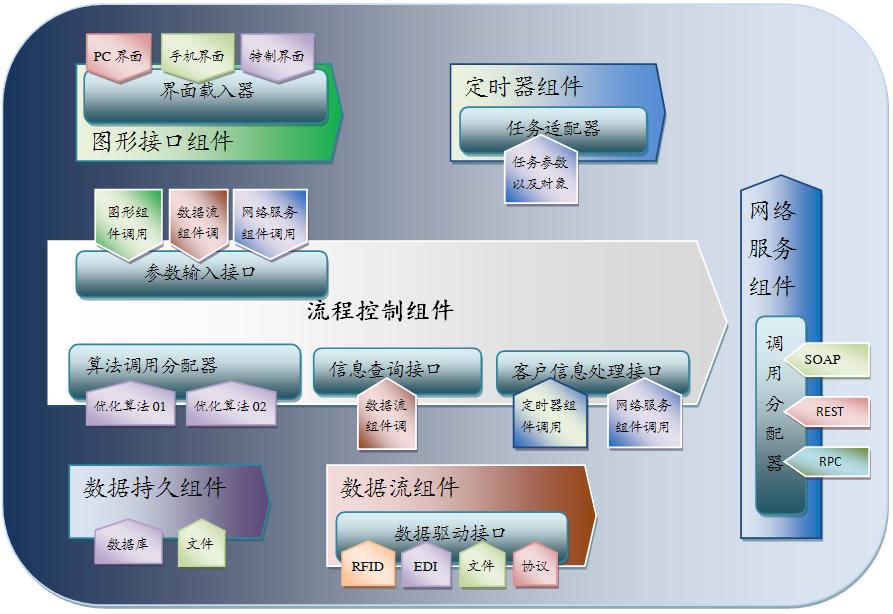 PC 界面
手机界面
特制界面
界面载入器
图形接口组件
定时器组件
任务适配器
任务参数
以及对象
图形组
件调用
数据流
组件调
网络服务
组件调用
参数输入接口
流程控制组件
算法调用分配器
优化算法 01
优化算法 02
信息查询接口
数据流
组件调
客户信息处理接口
定时器组
件调用
网络服务
组件调用
网络
服务
组件
调
用
分
配
器
SOAP
REST
RPC
数据持久组件
数据库
文件
数据流组件
数据驱动接口
RFID
EDI
文件
协议